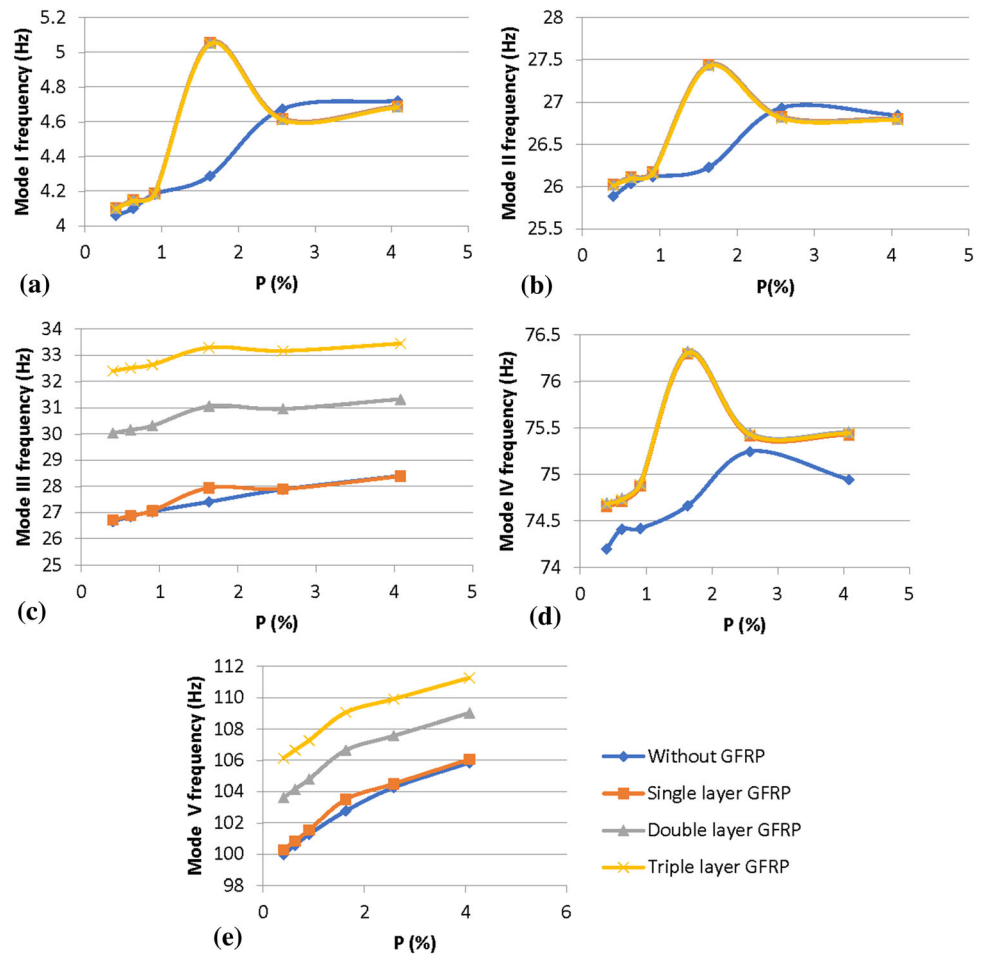 5.2
5
4.8
4.6
4.4
4.2
4
0 1 2 3 4 5
Mode I frequency (Hz)
P (%)
(a)
28
27.5
27
26.5
26
25.5
0 1 2 3 4 5
Mode II frequency (Hz)
P(%)
(b)
34
33
32
31
30
29
28
27
26
25
0 1 2 3 4 5
Mode III frequency (Hz)
P (%)
(c)
76.5
76
75.5
75
74.5
74
0 1 2 3 4 5
Mode IV frequency (Hz)
P (%)
(d)
112
110
108
106
104
102
100
98
0 2 4 6
Mode V frequency (Hz)
P (%)
(e)
Without GFRP
Single layer GFRP
Double layer GFRP
Triple layer GFRP